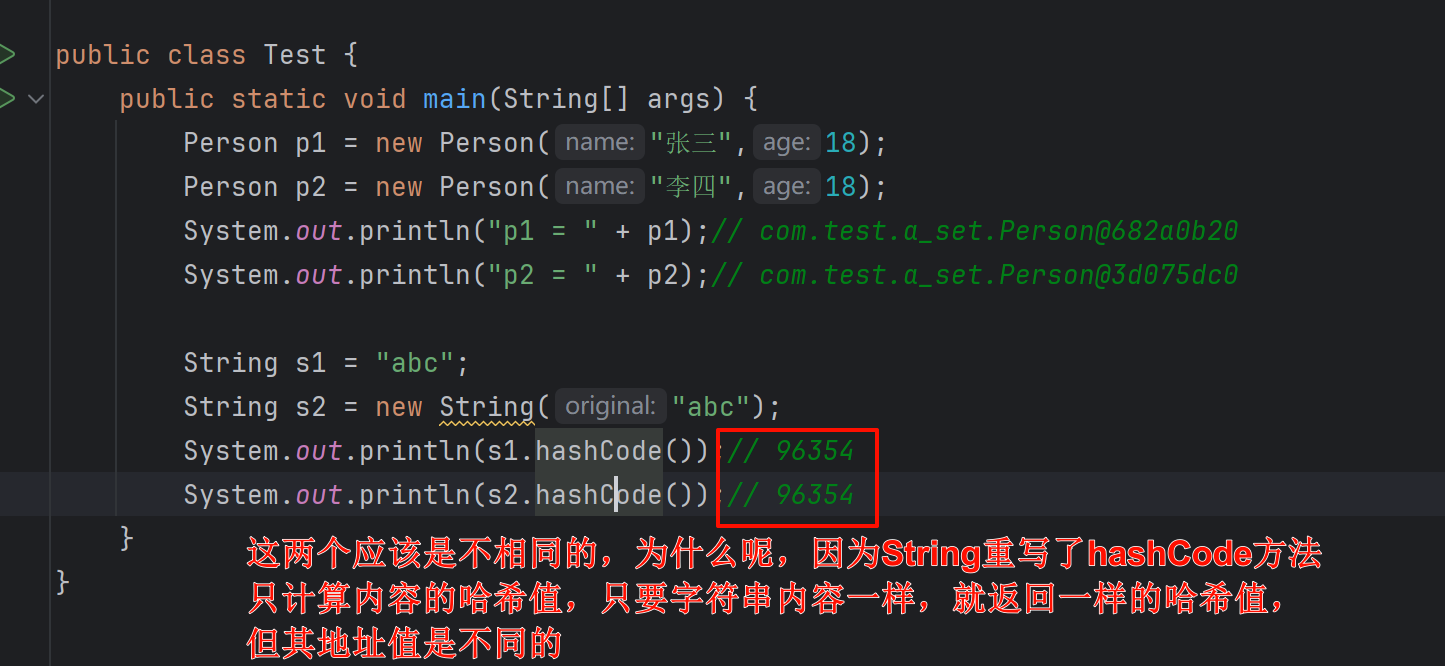 public class Test {
public static void main(String[] args) {
Person p1 = new Person( name: "张三", age: 18);
Person p2 = new Person( name: "李四", age: 18);
System.out.println("p1 = " + p1);// com.test.a_set.Person@682a0b20
System.out.println("p2 = " + p2);// com.test.a_set.Person@3d075dc0
String s1 = "abc";
String s2 = new String( original: "abc");
System.out.println(s1.hashCode());// 96354
System.out.println(s2.hashCode());// 96354
}
这两个应该是不相同的，为什么呢，因为String重写了hashCode方法
只计算内容的哈希值，只要字符串内容一样，就返回一样的哈希值，
但其地址值是不同的
}